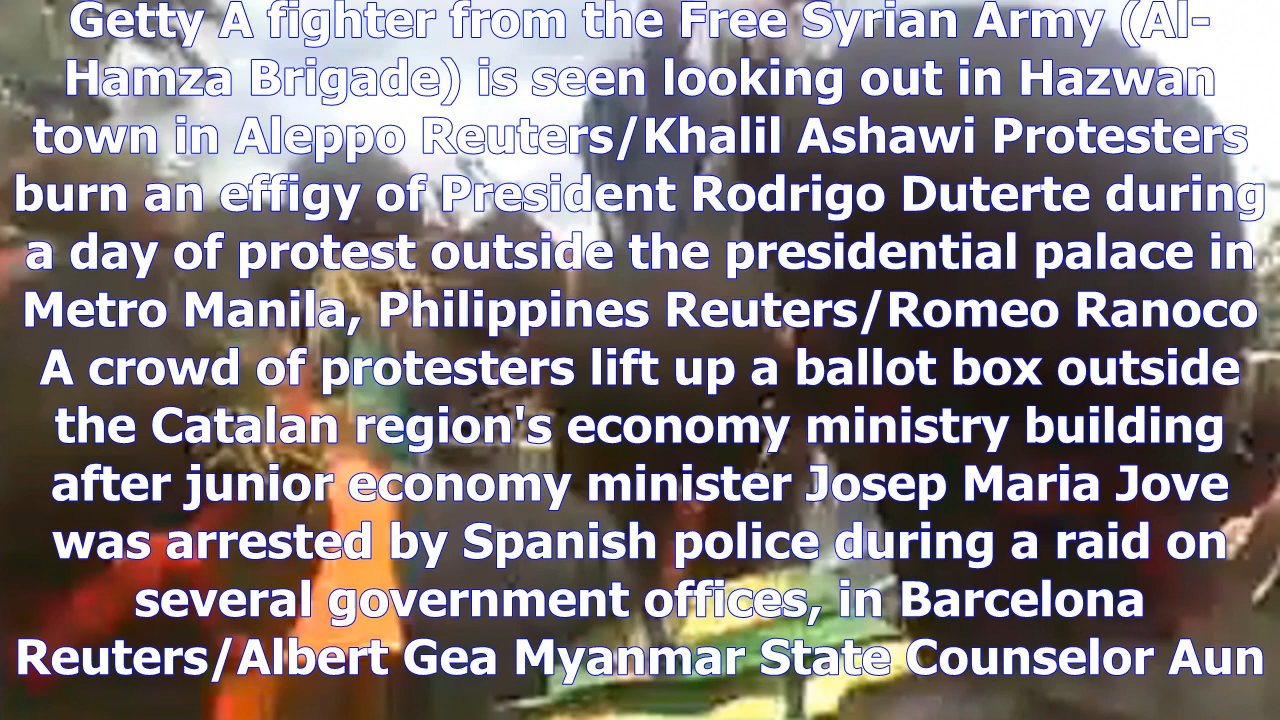 Getty A fighter from the Free Syrian Army (Al-
Hamza Brigade) is seen looking out in Hazwan
town in Aleppo Reuters/Khalil Ashawi Protesters
burn an effigy of President Rodrigo Duterte during
a day of protest outside the presidential palace in
Metro Manila, Philippines Reuters/Romeo Ranoco
A crowd of protesters lift up a ballot box outside
the Catalan region's economy ministry building
after junior economy minister Josep Maria Jove
was arrested by Spanish police during a raid on
several government offices, in Barcelona
Reuters/Albert Gea Myanmar State Counselor Aun